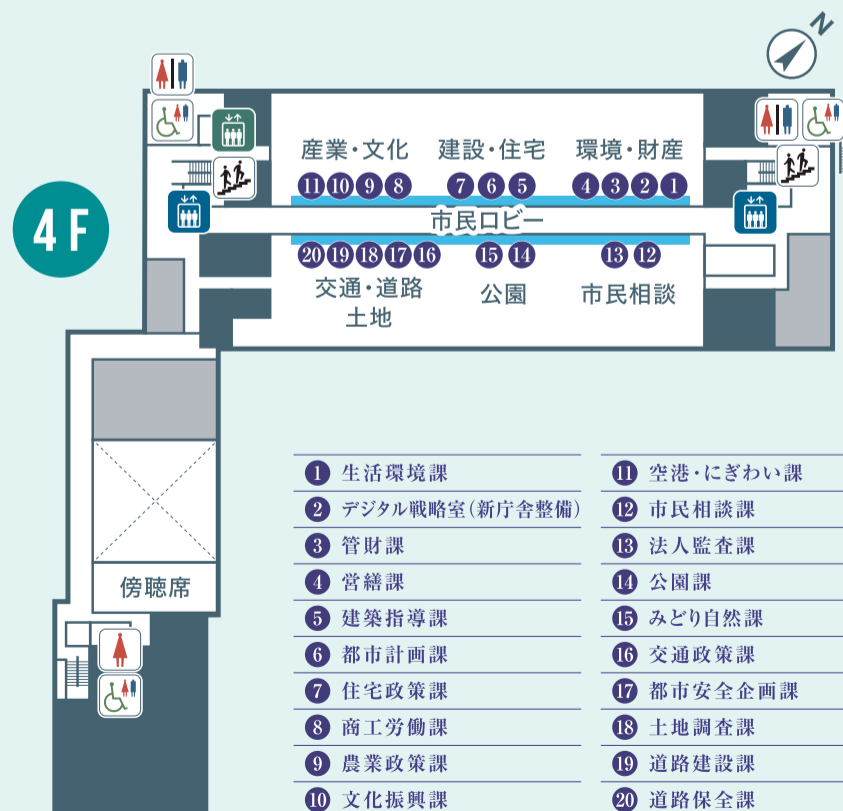 N
4F
産業・文化 建設・住宅 環境・財産
11 10 9 8 7 6 5 4 3 2 1
市民ロビー
20 19 18 17 16 15 14 13 12
交通・道路 公園 市民相談
土地
傍聴席
1 生活環境課
2 デジタル戦略室(新庁舎整備)
3 管財課
4 営繕課
5 建築指導課
6 都市計画課
7 住宅政策課
8 商工労働課
9 農業政策課
10 文化振興課
11 空港・にぎわい課
12 市民相談課
13 法人監査課
14 公園課
15 みどり自然課
16 交通政策課
17 都市安全企画課
18 土地調査課
19 道路建設課
20 道路保全課